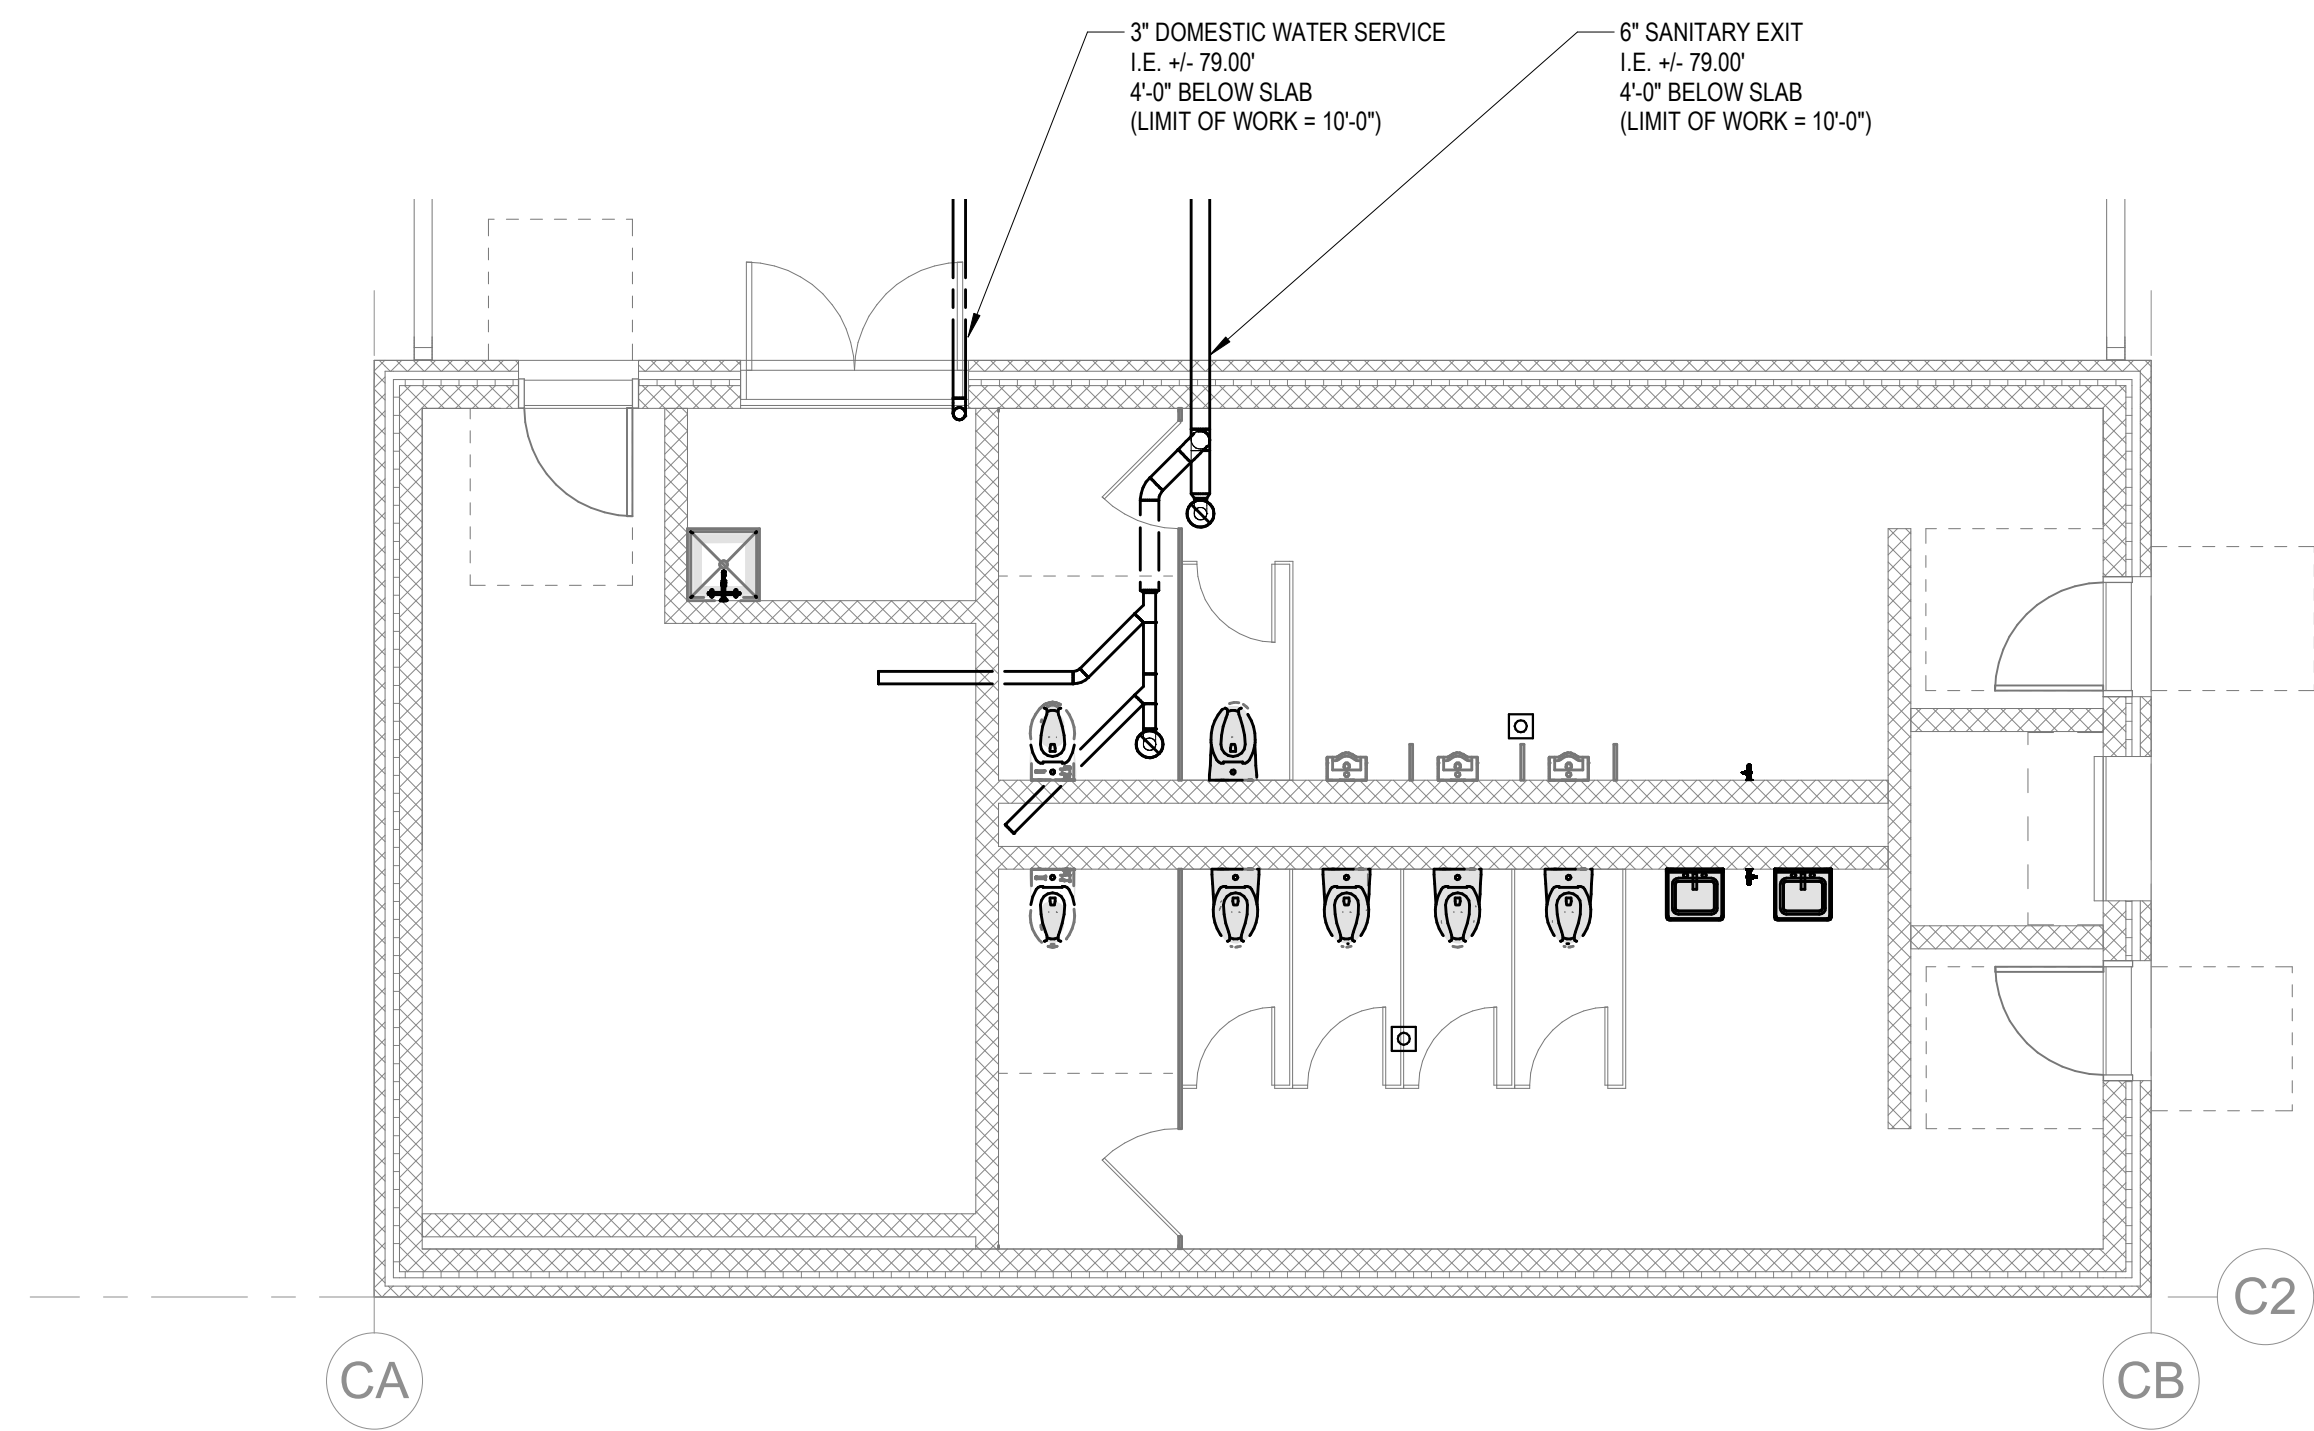 3" DOMESTIC WATER SERVICE
I.E. +/- 79.00'
4'-0" BELOW SLAB
(LIMIT OF WORK = 10'-0")
6" SANITARY EXIT
I.E. +/- 79.00'
4'-0" BELOW SLAB
(LIMIT OF WORK = 10'-0")
C2
CA
CB